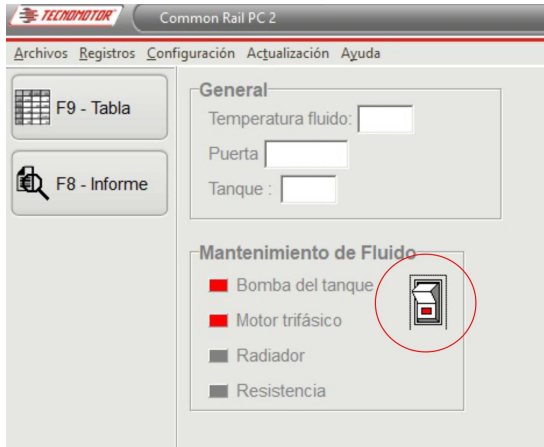 TECNOMOTOR Common Rail PC 2
Archivos Registros Configuración Actualización Ayuda
F9 - Tabla
F8 - Informe
General
Temperatura fluido:
Puerta
Tanque :
Mantenimiento de Fluido
Bomba del tanque
Motor trifásico
Radiador
Resistencia